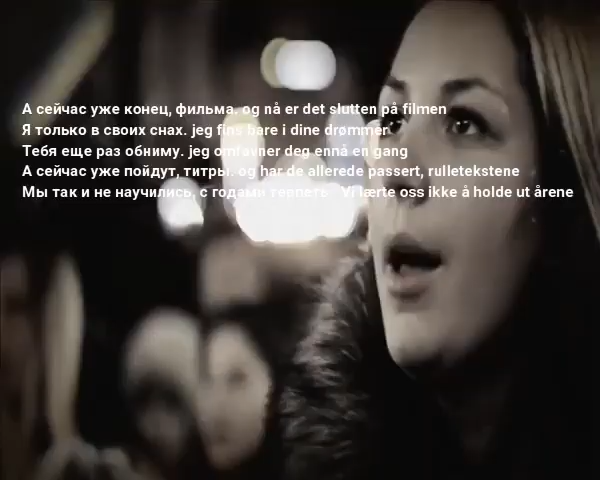 А сейчас уже конец, фильма. og nå er det slutten på filmen
Я только в своих снах. jeg fins bare i dine drømmer
Тебя еще раз обниму. jeg omfavner deg ennå en gang
А сейчас уже пойдут, титры. og har de allerede passert, rulletekstene
Мы так и не научились, с годами терпеть. Vi lærte oss ikke å holde ut årene